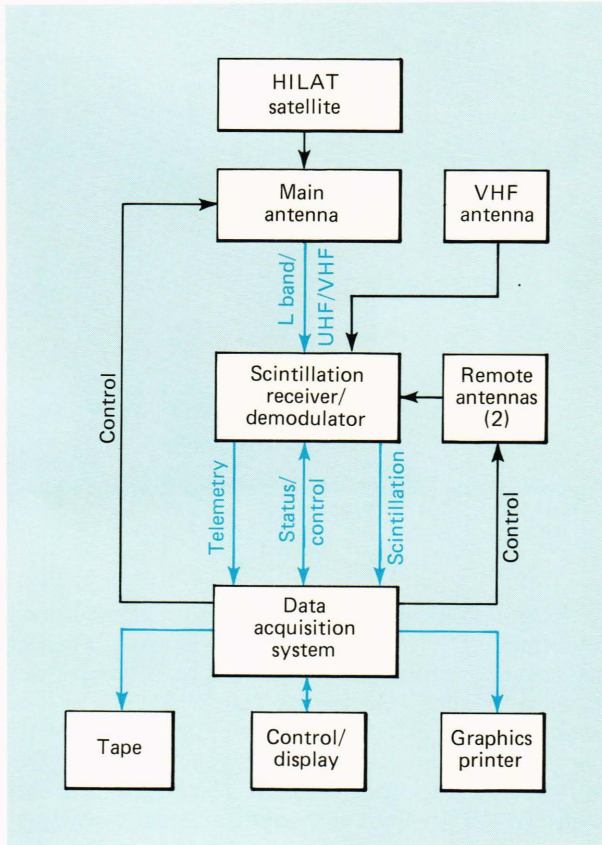 HILAT
satellite
Main
antenna
VHF
antenna
L band/
UHF/VHF
Control
Scintillation
receiver/
demodulator
Remote
antennas
(2)
Telemetry
Status/
control
Scintillation
Control
Data
acquisition
system
Tape
Control/
display
Graphics
printer